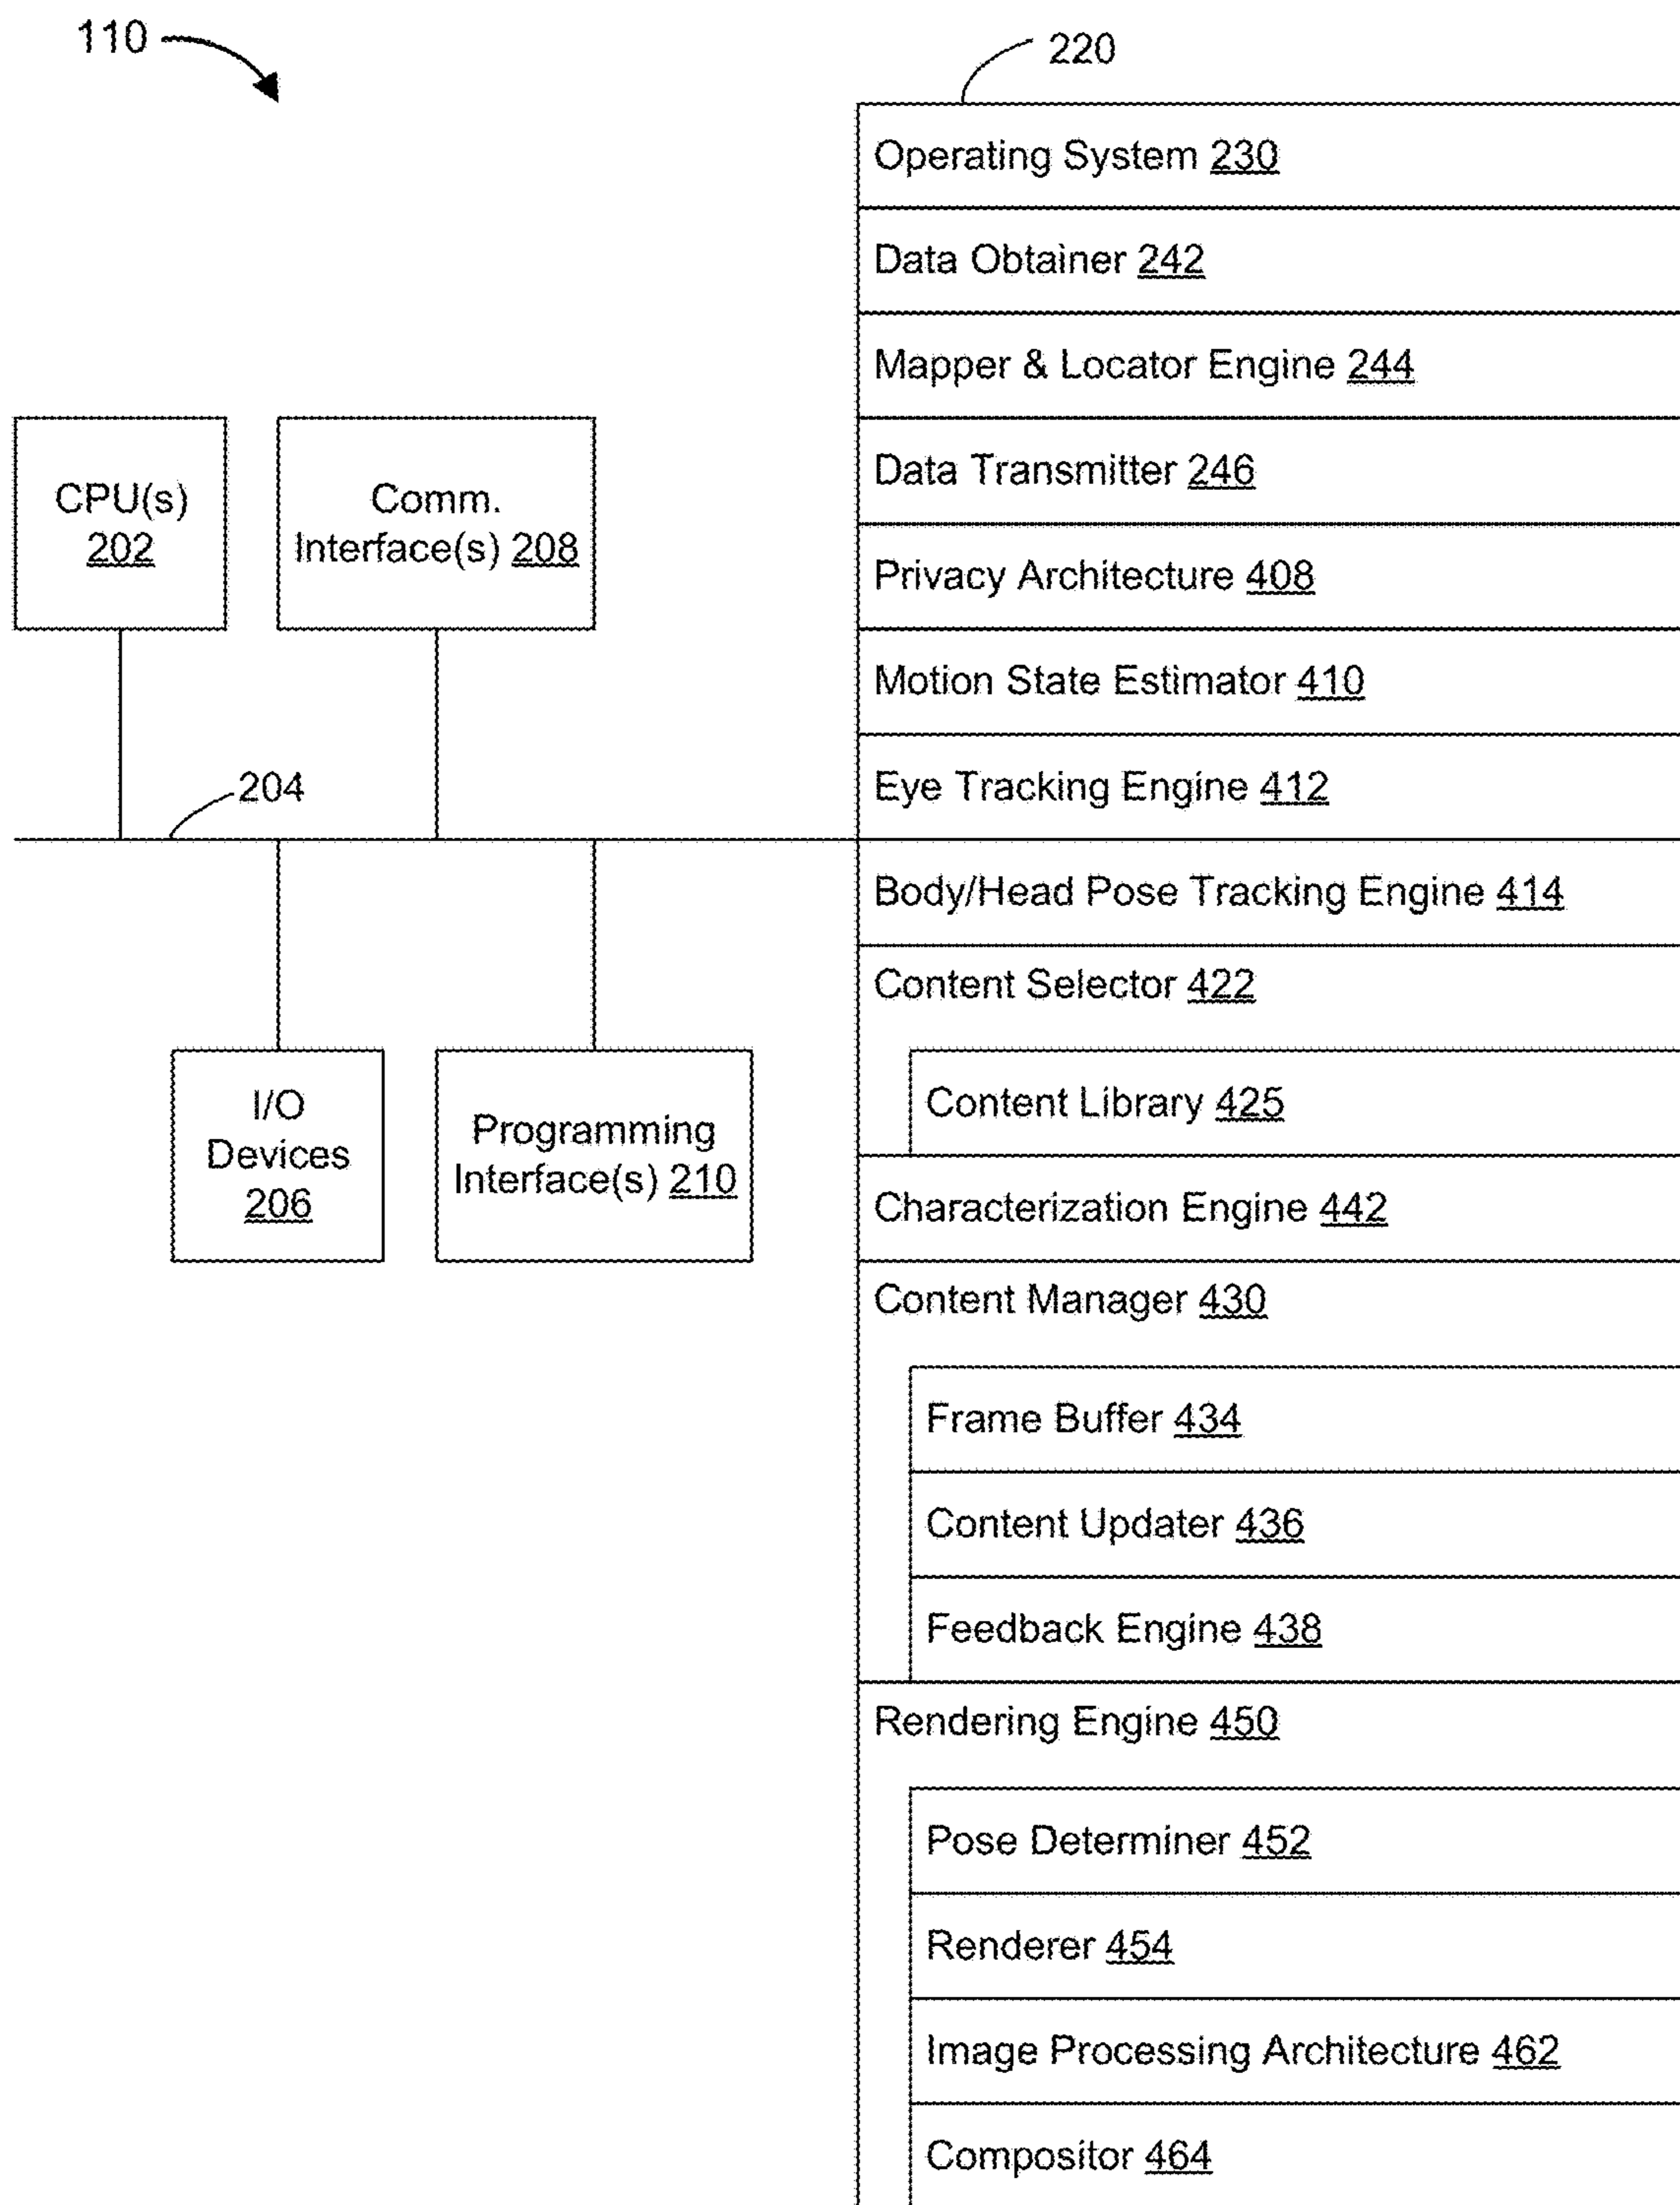 110
220
Operating System 230
Data Obtainer 242
Mapper & Locator Engine 244
Data Transmitter 246
Privacy Architecture 408
Motion State Estimator 410
Eye Tracking Engine 412
Body/Head Pose Tracking Engine 414
Content Selector 422
Content Library 425
Characterization Engine 442
Content Manager 430
Frame Buffer 434
Content Updater 436
Feedback Engine 438
Rendering Engine 450
Pose Determiner 452
Renderer 454
Image Processing Architecture 462
Compositor 464
CPU(s)
202
Comm.
Interface(s) 208
204
I/O
Devices
206
Programming
Interface(s) 210